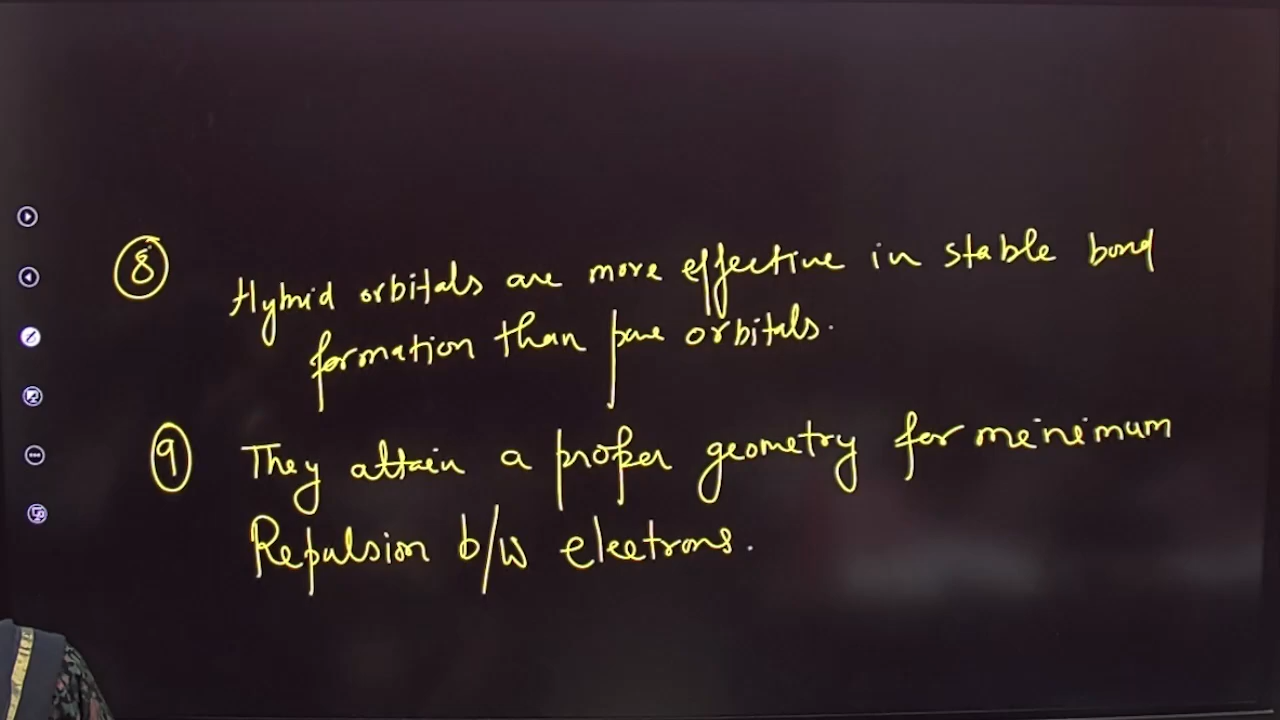 ⑧ Hybrid orbitals are more effective in stable bond
formation than pure orbitals.
⑨ They attain a proper geometry for minimum
Repulsion b/w electrons.